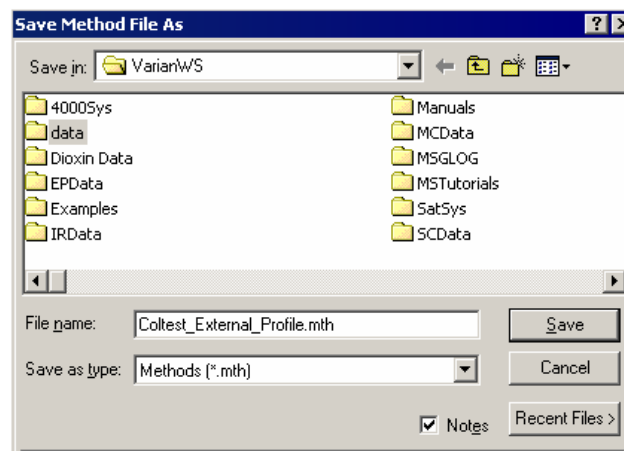 Save Method File As
Save in: VarianWS
4000Sys
data
Dioxin Data
EPData
Examples
IRData
Manuals
MCData
MSGLOG
MSTutorials
SatSys
SCData
File name: Coltest_External_Profile.mth
Save
Save as type: Methods (*.mth)
Cancel
Notes
Recent Files >